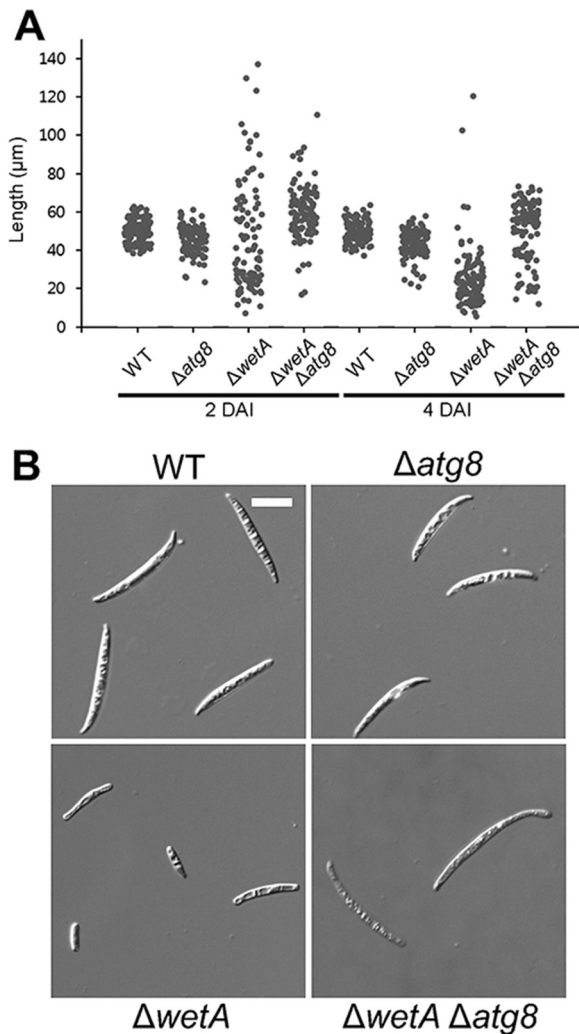 A
Length (µm)
140
120
100
80
60
40
20
0
WT
Δatg8
ΔwetA
ΔwetA
Δatg8
WT
Δatg8
ΔwetA
ΔwetA
Δatg8
2 DAI
4 DAI
B
WT
Δatg8
ΔwetA
ΔwetA Δatg8